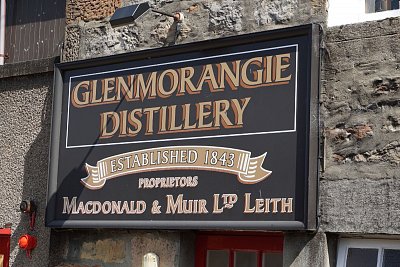 GLENMORANGIE
DISTILLERY
ESTABLISHED 1843
PROPRIETORS
MACDONALD & MUIR LTD LEITH